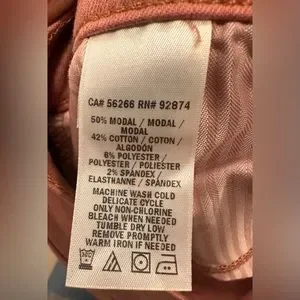 CA# 56266 RN# 92874
50% MODAL / MODAL /
MODAL
42% COTTON / COTON /
ALGODÓN
6% POLYESTER /
POLYESTER / POLIESTER
2% SPANDEX /
ELASTHANNE / SPANDEX
MACHINE WASH COLD
DELICATE CYCLE
ONLY NON-CHLORINE
BLEACH WHEN NEEDED
TUMBLE DRY LOW
REMOVE PROMPTLY
WARM IRON IF NEEDED